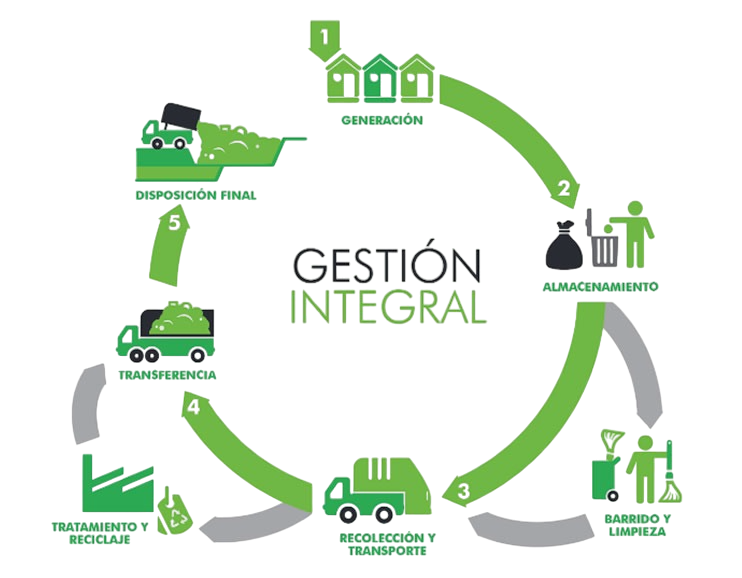 1
GENERACIÓN
2
ALMACENAMIENTO
BARRIDO Y
LIMPIEZA
3
RECOLECCIÓN Y
TRANSPORTE
TRATAMIENTO Y
RECICLAJE
4
TRANSFERENCIA
5
DISPOSICIÓN FINAL
GESTIÓN
INTEGRAL